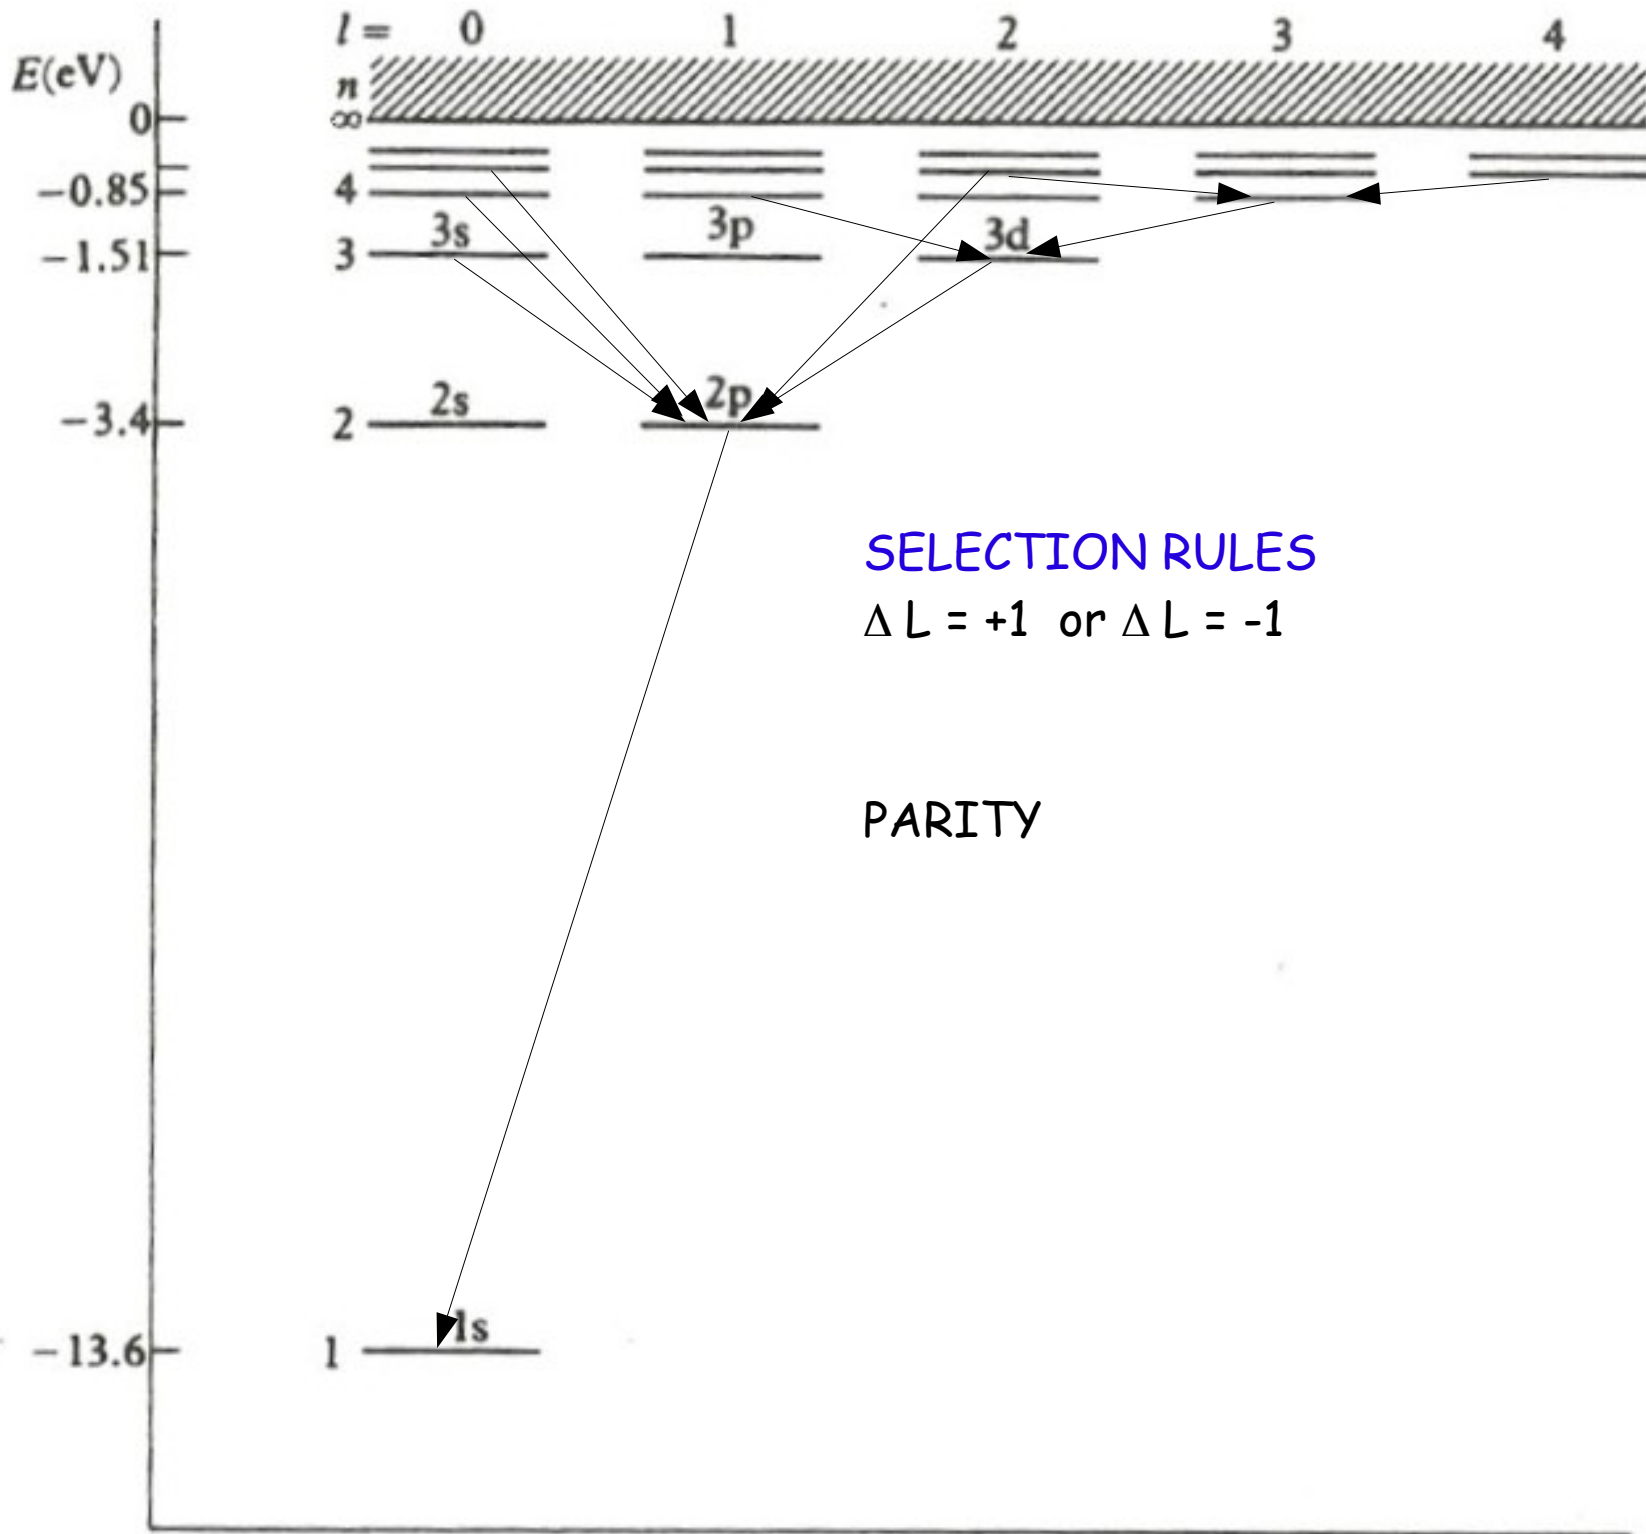 l = 0 1 2 3 4
E(eV)
n
0 ∞
−0.85 4
3s 3p 3d
−1.51 3
2s 2p
−3.4 2
SELECTION RULES
Δ L = +1 or Δ L = -1
PARITY
1s
−13.6 1